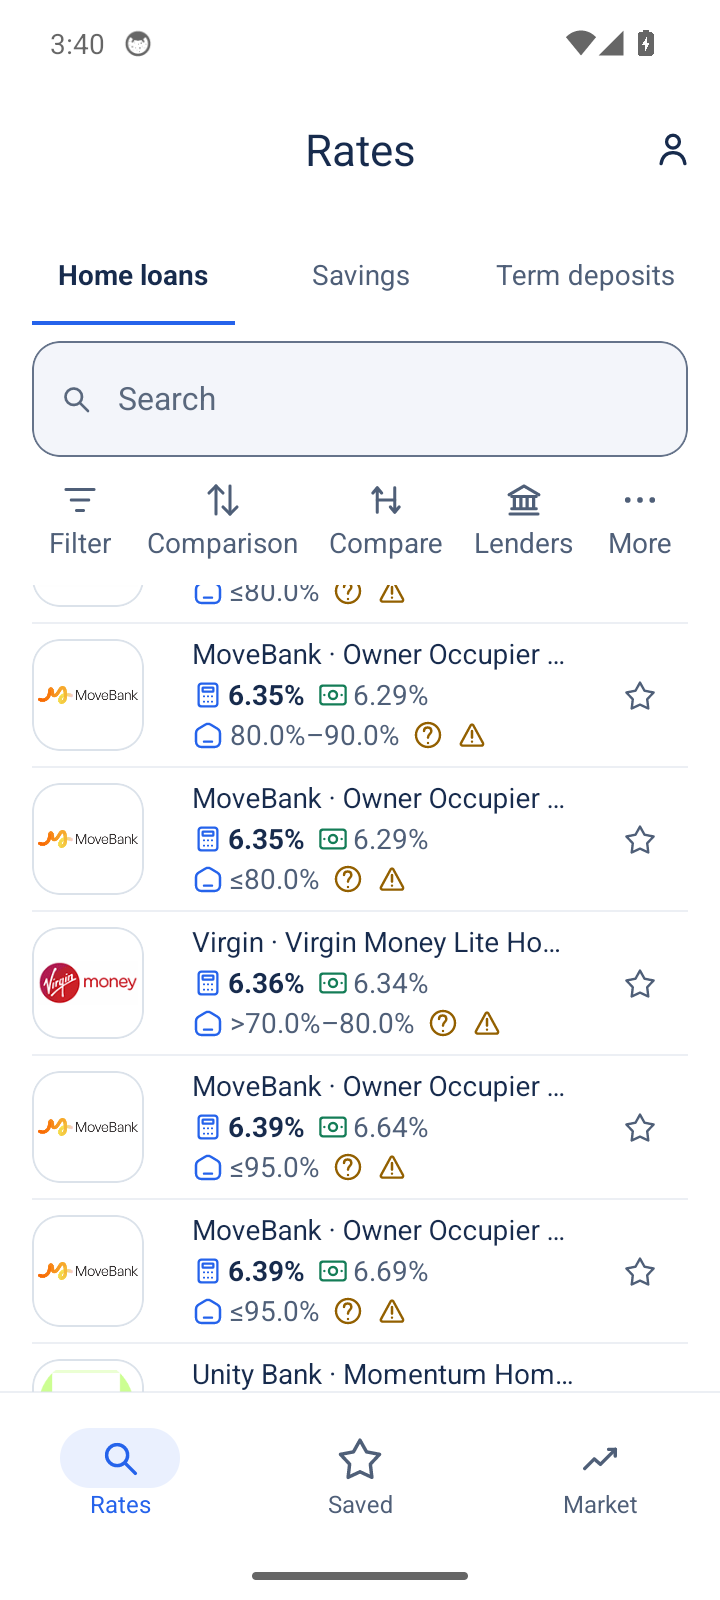 3:40
Rates
Home loans
Savings
Term deposits
Search
Filter
Comparison
Compare
Lenders
More
≤80.0%
MoveBank · Owner Occupier ...
MoveBank
6.35% 6.29%
80.0%–90.0%
MoveBank · Owner Occupier ...
MoveBank
6.35% 6.29%
≤80.0%
Virgin · Virgin Money Lite Ho...
Virgin money
6.36% 6.34%
>70.0%–80.0%
MoveBank · Owner Occupier ...
MoveBank
6.39% 6.64%
≤95.0%
MoveBank · Owner Occupier ...
MoveBank
6.39% 6.69%
≤95.0%
Unity Bank · Momentum Hom...
Rates
Saved
Market